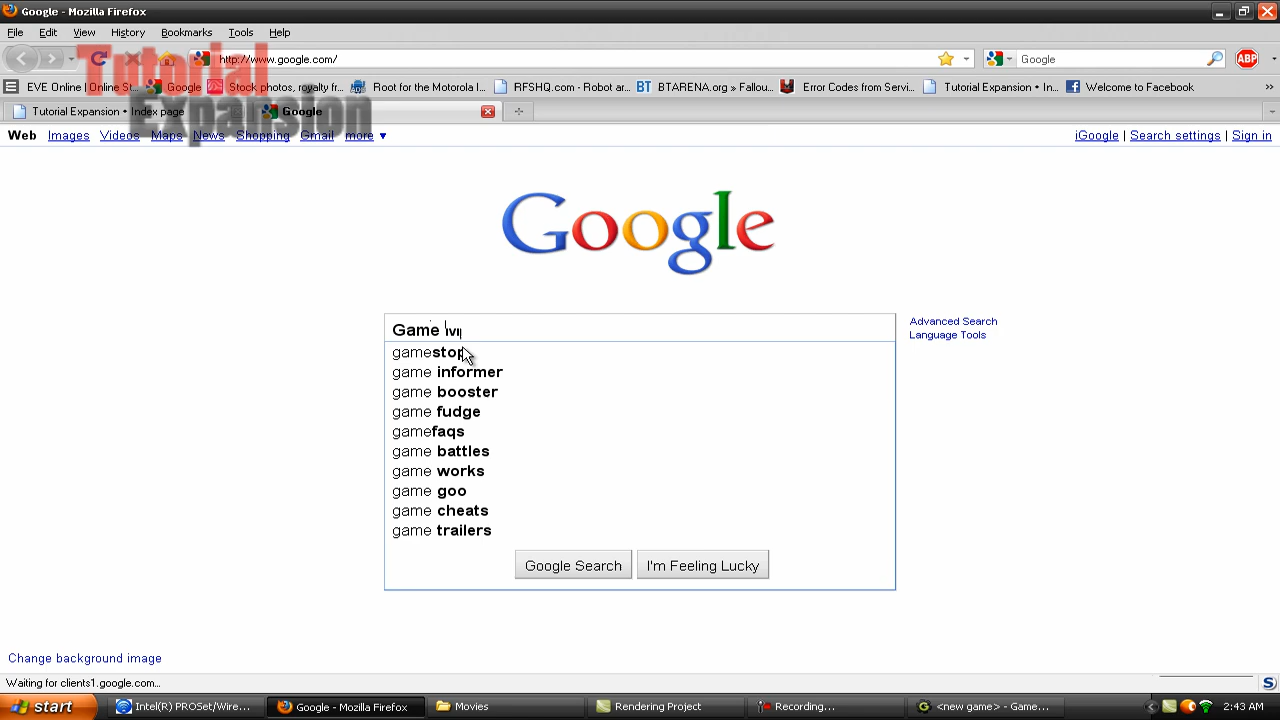 Google - Mozilla Firefox
File Edit View History Bookmarks Tools Help
http://www.google.com/ Google ABP
EVE Online | Online St... Google Stock photos, royalty fr... Root for the Motorola I... RFSHQ.com - Robot ar... BT BTARENA.org » Fallou... Error Codes from Servi... Tutorial Expansion • In... Welcome to Facebook »
Tutorial Expansion • Index page Google
Tutorial
Expansion
Web Images Videos Maps News Shopping Gmail more ▼ iGoogle | Search settings | Sign in
Google
Game
Advanced Search
Language Tools
gamestop
game informer
game booster
game fudge
gamefaqs
game battles
game works
game goo
game cheats
game trailers
Google Search I'm Feeling Lucky
Change background image
Waiting for clients1.google.com...
start Intel(R) PROSet/Wire... Google - Mozilla Firefox Movies Rendering Project Recording... <new game> - Game... 2:43 AM